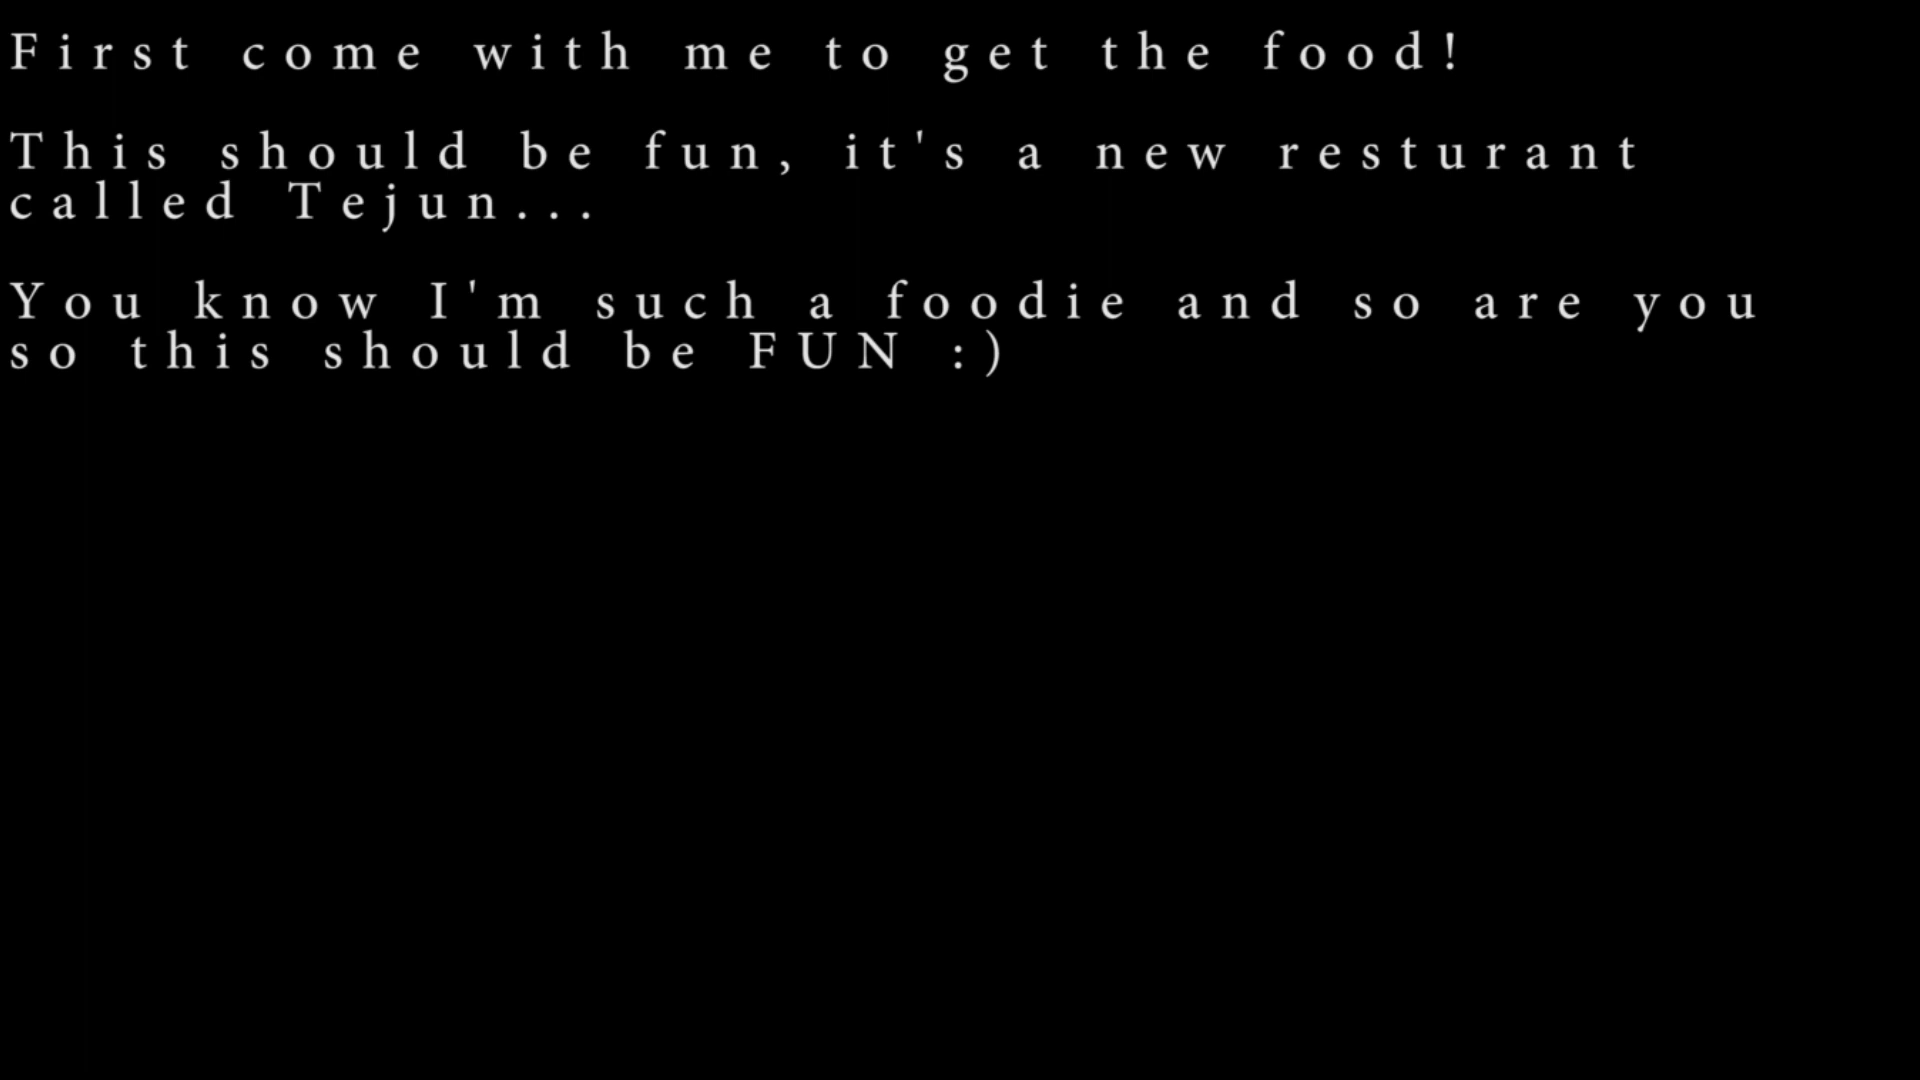 First come with me to get the food!
This should be fun, it's a new resturant
called Tejun...
You know I'm such a foodie and so are you
so this should be FUN :)